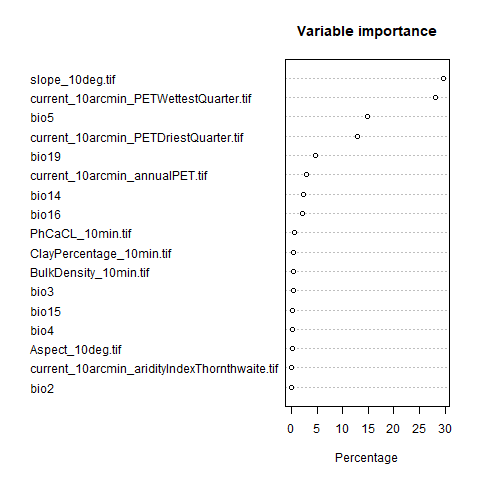 Variable importance
slope_10deg.tif
current_10arcmin_PETWettestQuarter.tif
bio5
current_10arcmin_PETDriestQuarter.tif
bio19
current_10arcmin_annualPET.tif
bio14
bio16
PhCaCL_10min.tif
ClayPercentage_10min.tif
BulkDensity_10min.tif
bio3
bio15
bio4
Aspect_10deg.tif
current_10arcmin_aridityIndexThornthwaite.tif
bio2
0 5 10 15 20 25 30
Percentage